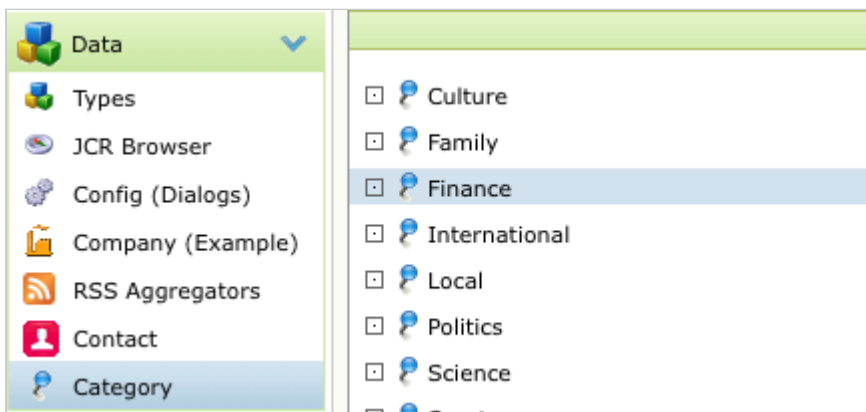 Data
Types
JCR Browser
Config (Dialogs)
Company (Example)
RSS Aggregators
Contact
Category
Culture
Family
Finance
International
Local
Politics
Science